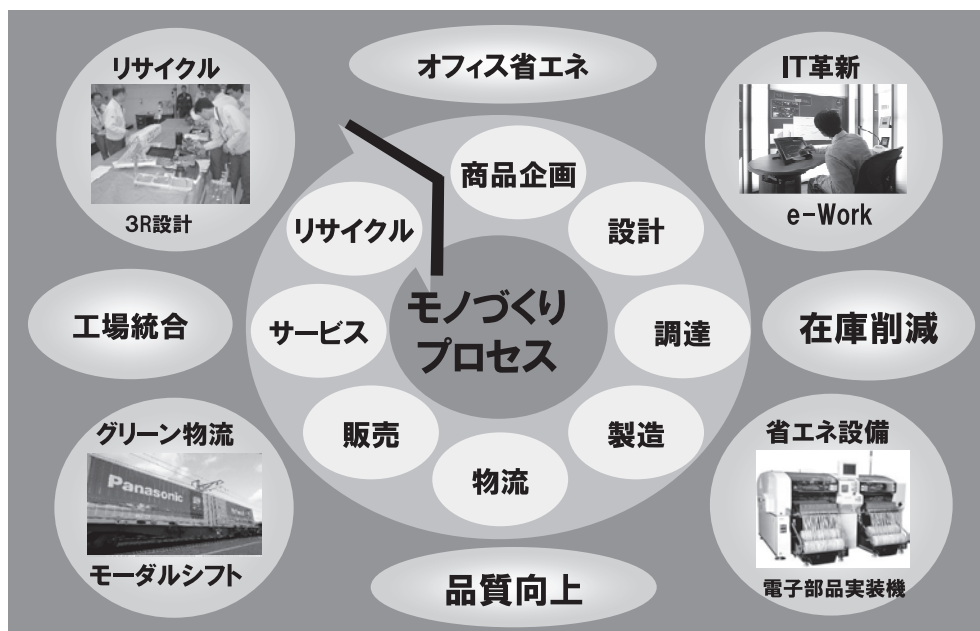 リサイクル
3R設計
オフィス省エネ
IT革新
e-Work
商品企画
設計
調達
製造
物流
販売
サービス
リサイクル
モノづくり
プロセス
工場統合
在庫削減
グリーン物流
Panasonic
モーダルシフト
品質向上
省エネ設備
電子部品実装機